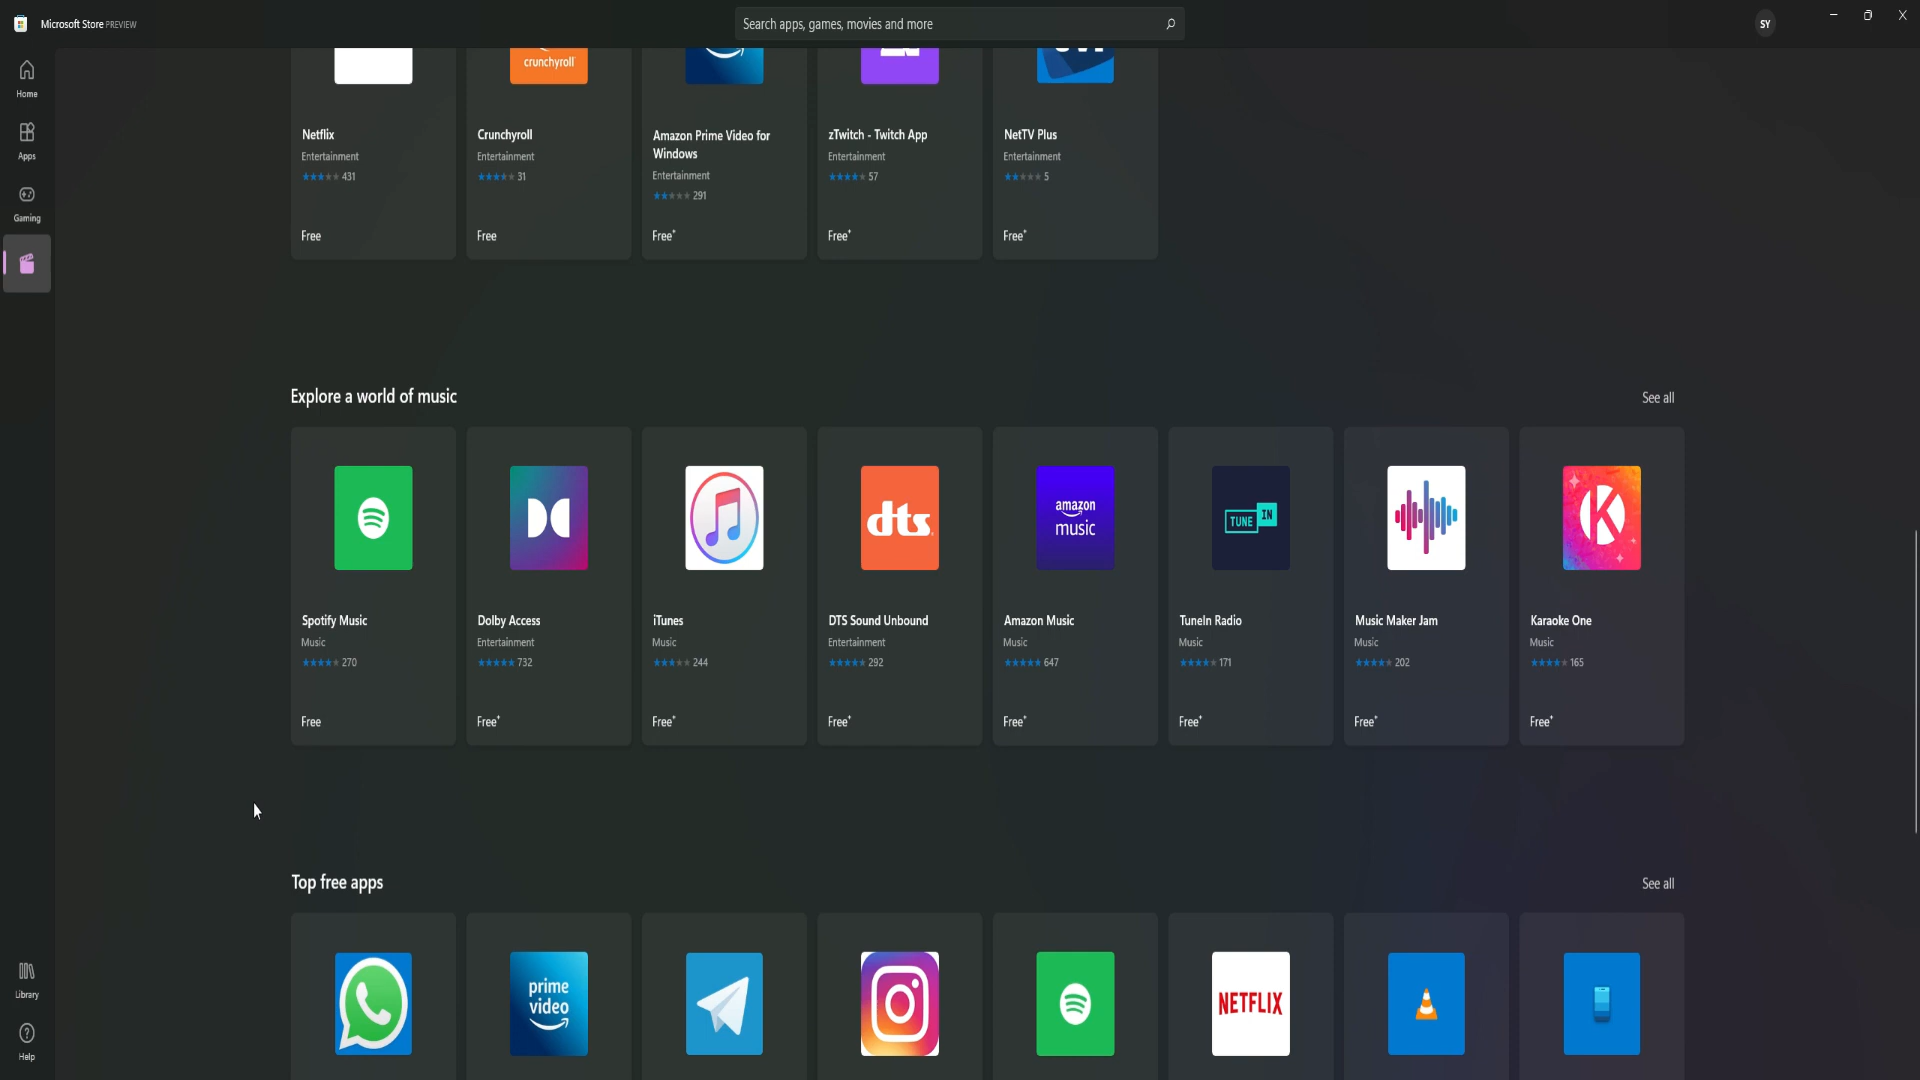 Microsoft Store PREVIEW
Search apps, games, movies and more
SY
Home
Apps
Gaming
Library
Help
crunchyroll
Netflix
Entertainment
431
Free
Crunchyroll
Entertainment
31
Free
Amazon Prime Video for
Windows
Entertainment
291
Free+
zTwitch - Twitch App
Entertainment
57
Free+
NetTV Plus
Entertainment
5
Free+
Explore a world of music
See all
Spotify Music
Music
270
Free
Dolby Access
Entertainment
732
Free+
iTunes
Music
244
Free+
dts
DTS Sound Unbound
Entertainment
292
Free+
amazon
music
Amazon Music
Music
647
Free+
TUNE IN
TuneIn Radio
Music
171
Free+
Music Maker Jam
Music
202
Free+
K
Karaoke One
Music
165
Free+
Top free apps
See all
prime
video
NETFLIX